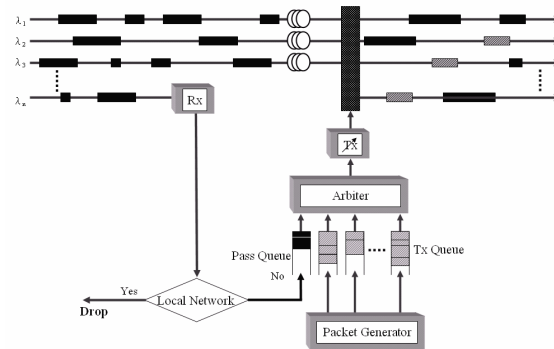 λ1
λ2
λ3
λn
Rx
Tx
Arbiter
Pass Queue
Tx Queue
No
Yes
Local Network
Drop
Packet Generator